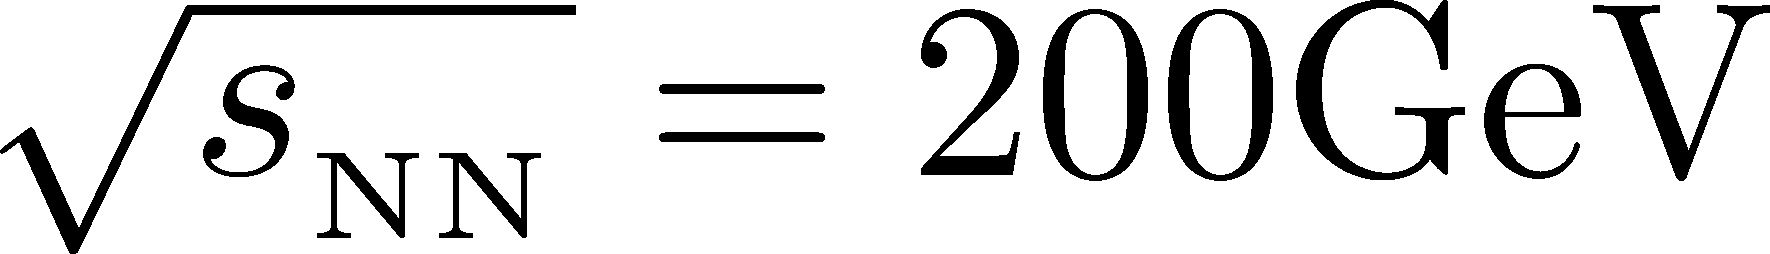 √s_NN = 200GeV